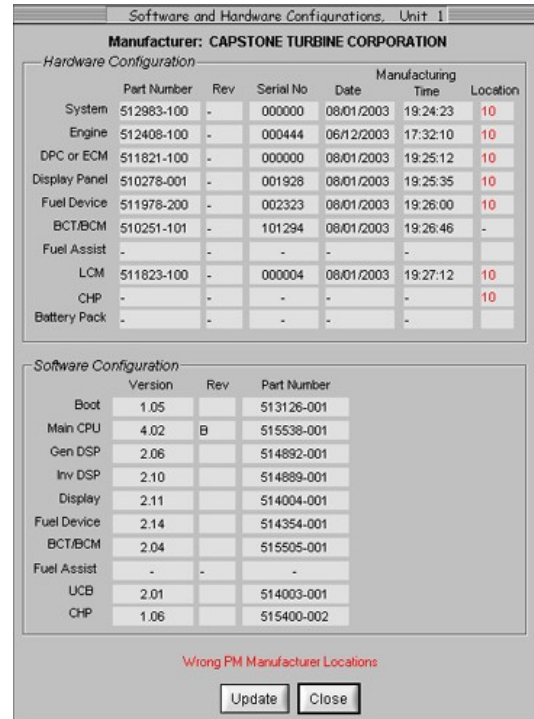 Software and Hardware Configurations, Unit 1
Manufacturer: CAPSTONE TURBINE CORPORATION
Hardware Configuration
Manufacturing
Part Number Rev Serial No Date Time Location
System 512983-100 - 000000 08/01/2003 19:24:23 10
Engine 512408-100 - 000444 06/12/2003 17:32:10 10
DPC or ECM 511821-100 - 000000 08/01/2003 19:25:12 10
Display Panel 510278-001 - 001928 08/01/2003 19:25:35 10
Fuel Device 511978-200 - 002323 08/01/2003 19:26:00 10
BCT/BCM 510251-101 - 101294 08/01/2003 19:26:46 -
Fuel Assist - - - - -
LCM 511823-100 - 000004 08/01/2003 19:27:12 10
CHP - - - - - 10
Battery Pack - - - - -
Software Configuration
Version Rev Part Number
Boot 1.05 513126-001
Main CPU 4.02 B 515538-001
Gen DSP 2.06 514892-001
Inv DSP 2.10 514889-001
Display 2.11 514004-001
Fuel Device 2.14 514354-001
BCT/BCM 2.04 515505-001
Fuel Assist - - -
UCB 2.01 514003-001
CHP 1.06 515400-002
Wrong PM Manufacturer Locations
Update Close